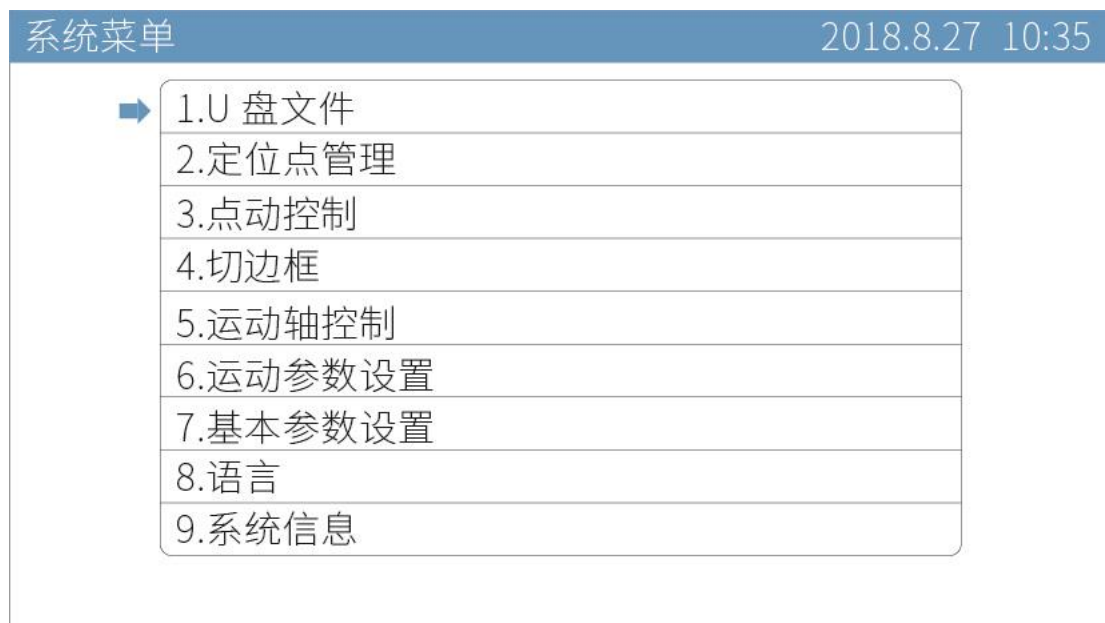 系统菜单 2018.8.27 10:35
1.U 盘文件
2.定位点管理
3.点动控制
4.切边框
5.运动轴控制
6.运动参数设置
7.基本参数设置
8.语言
9.系统信息